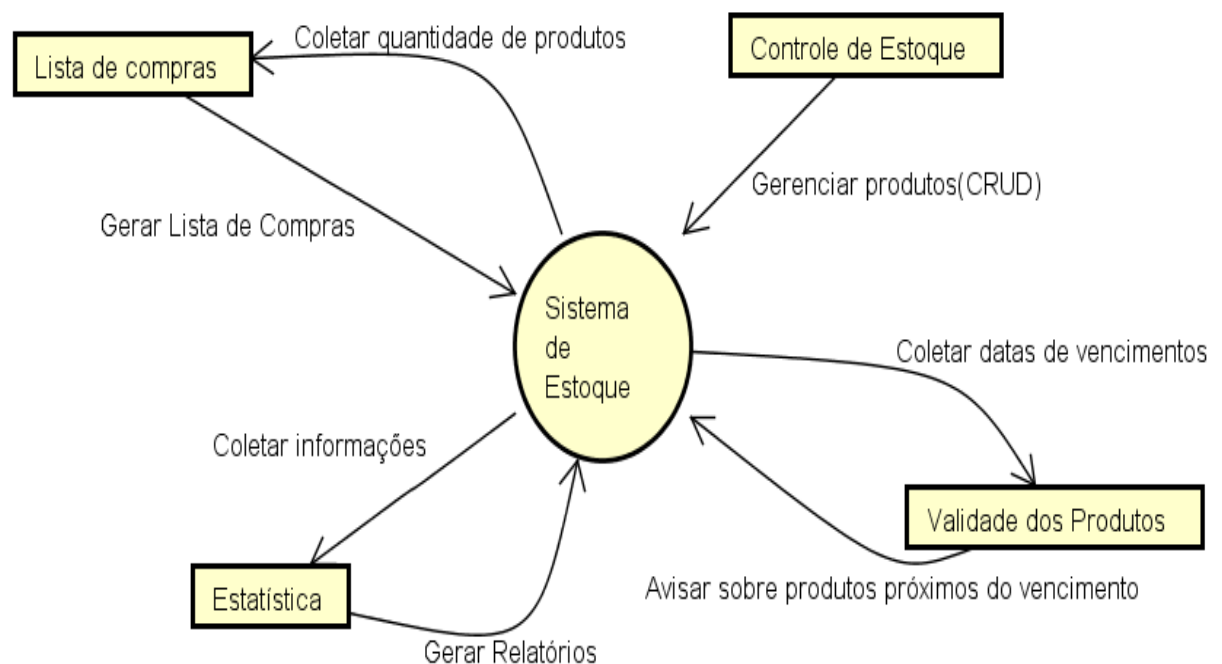 Coletar quantidade de produtos
Lista de compras
Controle de Estoque
Gerenciar produtos(CRUD)
Gerar Lista de Compras
Sistema
de
Estoque
Coletar datas de vencimentos
Coletar informações
Validade dos Produtos
Estatística
Avisar sobre produtos próximos do vencimento
Gerar Relatórios